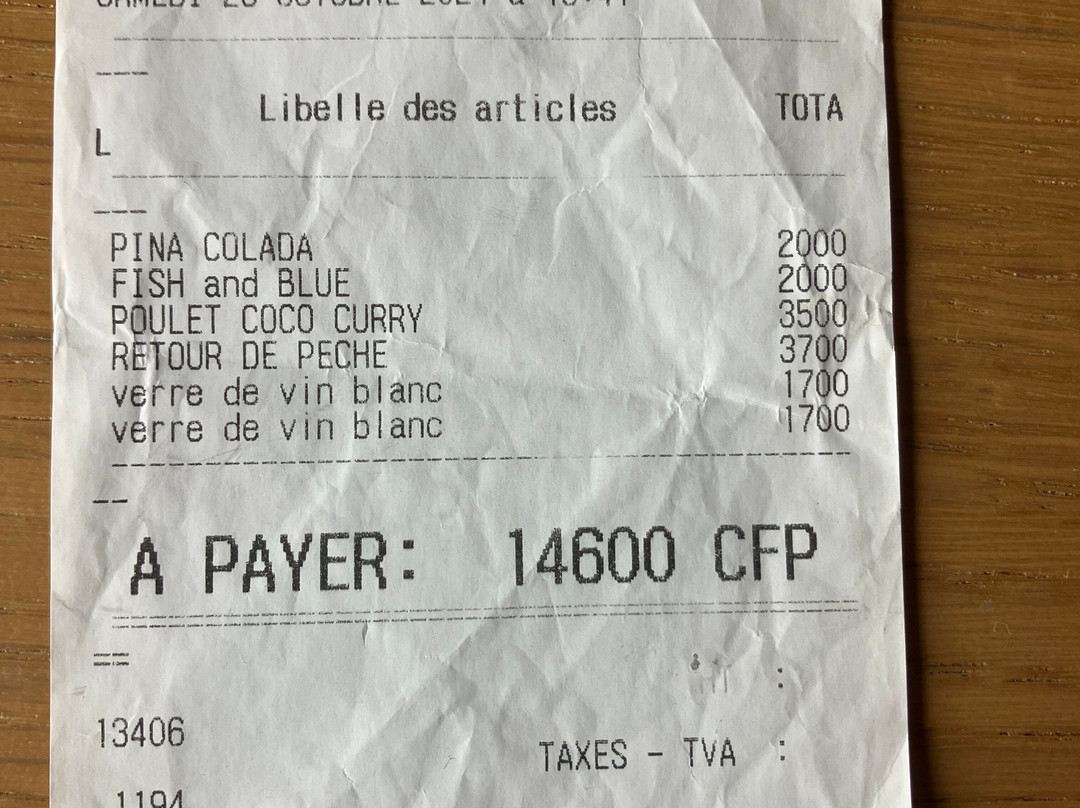 Libelle des articles TOTA
L
PINA COLADA 2000
FISH and BLUE 2000
POULET COCO CURRY 3500
RETOUR DE PECHE 3700
verre de vin blanc 1700
verre de vin blanc 1700
A PAYER: 14600 CFP
:
13406
TAXES - TVA :
1194